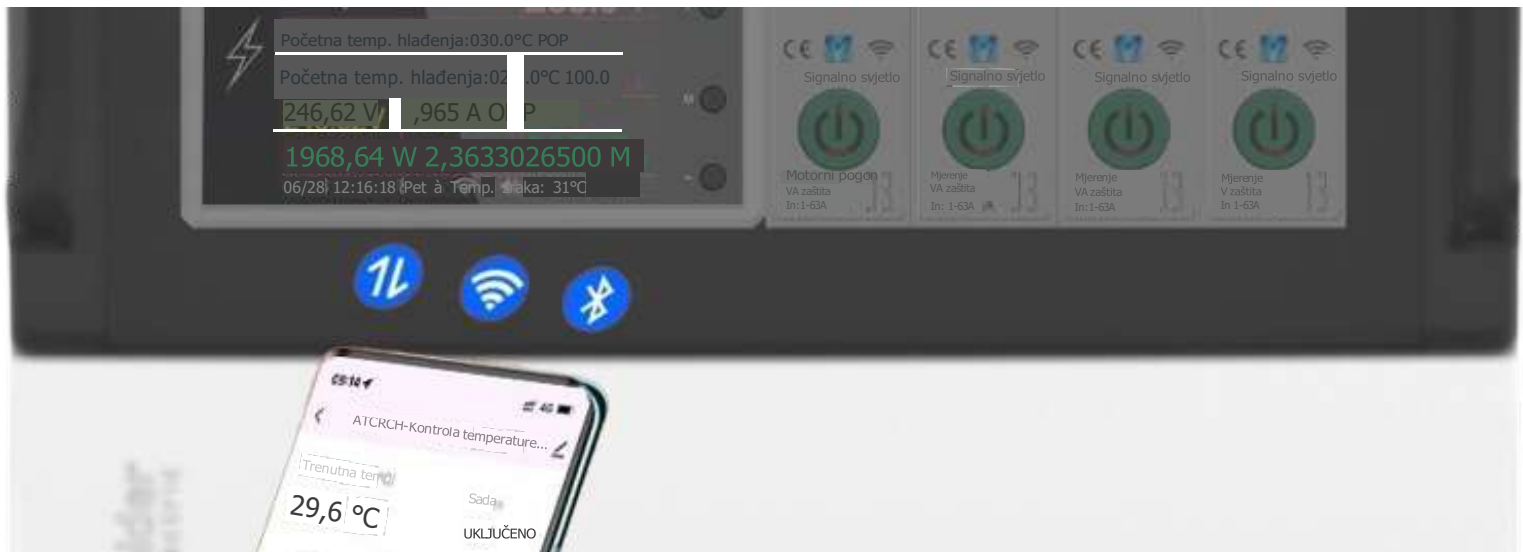 Početna temp. hlađenja:030.0°C POP
Početna temp. hlađenja:02 .0°C 100.0
246,62 V ,965 A O P
1968,64 W 2,3633026500 M
06/28 12:16:18 Pet à Temp. zraka: 31°C
M
CE
Signalno svjetlo
Motorni pogon
VA zaštita
In:1-63A
CE
Signalno svjetlo
Mjerenje
VA zaštita
In: 1-63A
CE
Signalno svjetlo
Mjerenje
VA zaštita
In:1-63A
CE
Signalno svjetlo
Mjerenje
V zaštita
In 1-63A
4G
ATCRCH-Kontrola temperature...
Trenutna temp
29,6 °C
Sada
UKLJUČENO